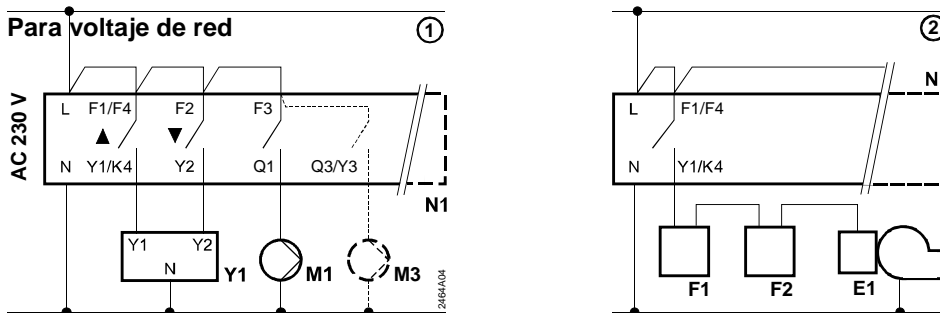 Para voltaje de red
1
2
AC 230 V
L F1/F4 F2 F3
N Y1/K4 Y2 Q1 Q3/Y3
N1
Y1 Y2
N
Y1
M1
M3
2464A04
N
L F1/F4
N Y1/K4
F1
F2
E1